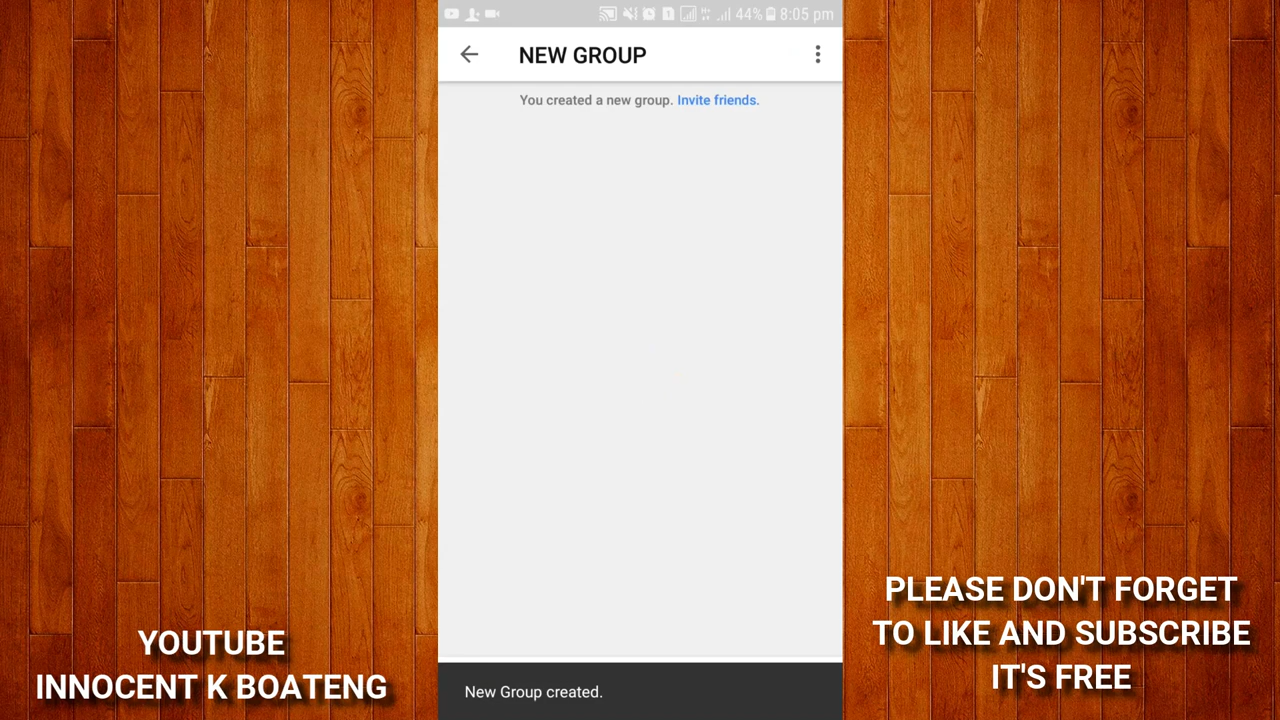 44% 8:05 pm
NEW GROUP
You created a new group. Invite friends.
New Group created.
YOUTUBE
INNOCENT K BOATENG
PLEASE DON'T FORGET
TO LIKE AND SUBSCRIBE
IT'S FREE